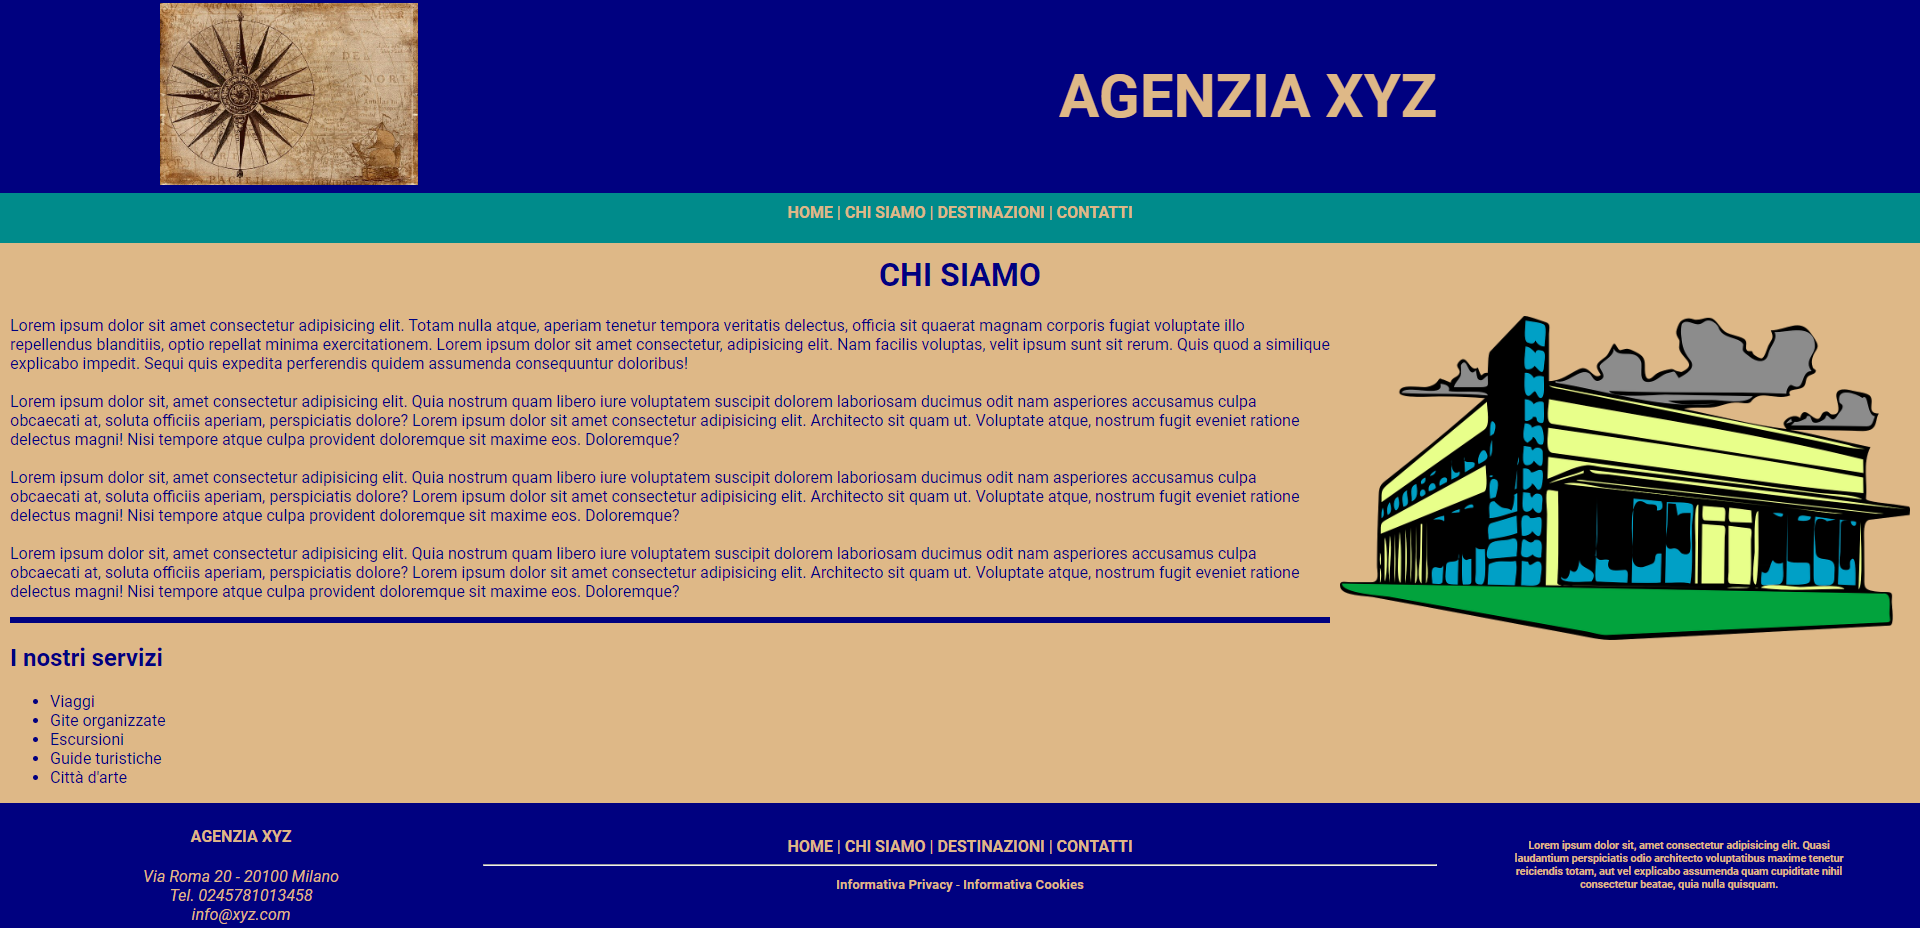 DEL
NORT
PACIFI
AGENZIA XYZ
HOME | CHI SIAMO | DESTINAZIONI | CONTATTI
CHI SIAMO
Lorem ipsum dolor sit amet consectetur adipisicing elit. Totam nulla atque, aperiam tenetur tempora veritatis delectus, officia sit quaerat magnam corporis fugiat voluptate illo
repellendus blanditiis, optio repellat minima exercitationem. Lorem ipsum dolor sit amet consectetur, adipisicing elit. Nam facilis voluptas, velit ipsum sunt sit rerum. Quis quod a similique
explicabo impedit. Sequi quis expedita perferendis quidem assumenda consequuntur doloribus!
Lorem ipsum dolor sit, amet consectetur adipisicing elit. Quia nostrum quam libero iure voluptatem suscipit dolorem laboriosam ducimus odit nam asperiores accusamus culpa
obcaecati at, soluta officiis aperiam, perspiciatis dolore? Lorem ipsum dolor sit amet consectetur adipisicing elit. Architecto sit quam ut. Voluptate atque, nostrum fugit eveniet ratione
delectus magni! Nisi tempore atque culpa provident doloremque sit maxime eos. Doloremque?
Lorem ipsum dolor sit, amet consectetur adipisicing elit. Quia nostrum quam libero iure voluptatem suscipit dolorem laboriosam ducimus odit nam asperiores accusamus culpa
obcaecati at, soluta officiis aperiam, perspiciatis dolore? Lorem ipsum dolor sit amet consectetur adipisicing elit. Architecto sit quam ut. Voluptate atque, nostrum fugit eveniet ratione
delectus magni! Nisi tempore atque culpa provident doloremque sit maxime eos. Doloremque?
Lorem ipsum dolor sit, amet consectetur adipisicing elit. Quia nostrum quam libero iure voluptatem suscipit dolorem laboriosam ducimus odit nam asperiores accusamus culpa
obcaecati at, soluta officiis aperiam, perspiciatis dolore? Lorem ipsum dolor sit amet consectetur adipisicing elit. Architecto sit quam ut. Voluptate atque, nostrum fugit eveniet ratione
delectus magni! Nisi tempore atque culpa provident doloremque sit maxime eos. Doloremque?
I nostri servizi
• Viaggi
• Gite organizzate
• Escursioni
• Guide turistiche
• Città d'arte
AGENZIA XYZ
Via Roma 20 - 20100 Milano
Tel. 0245781013458
info@xyz.com
HOME | CHI SIAMO | DESTINAZIONI | CONTATTI
Informativa Privacy - Informativa Cookies
Lorem ipsum dolor sit, amet consectetur adipisicing elit. Quasi
laudantium perspiciatis odio architecto voluptatibus maxime tenetur
reiciendis totam, aut vel explicabo assumenda quam cupiditate nihil
consectetur beatae, quia nulla quisquam.